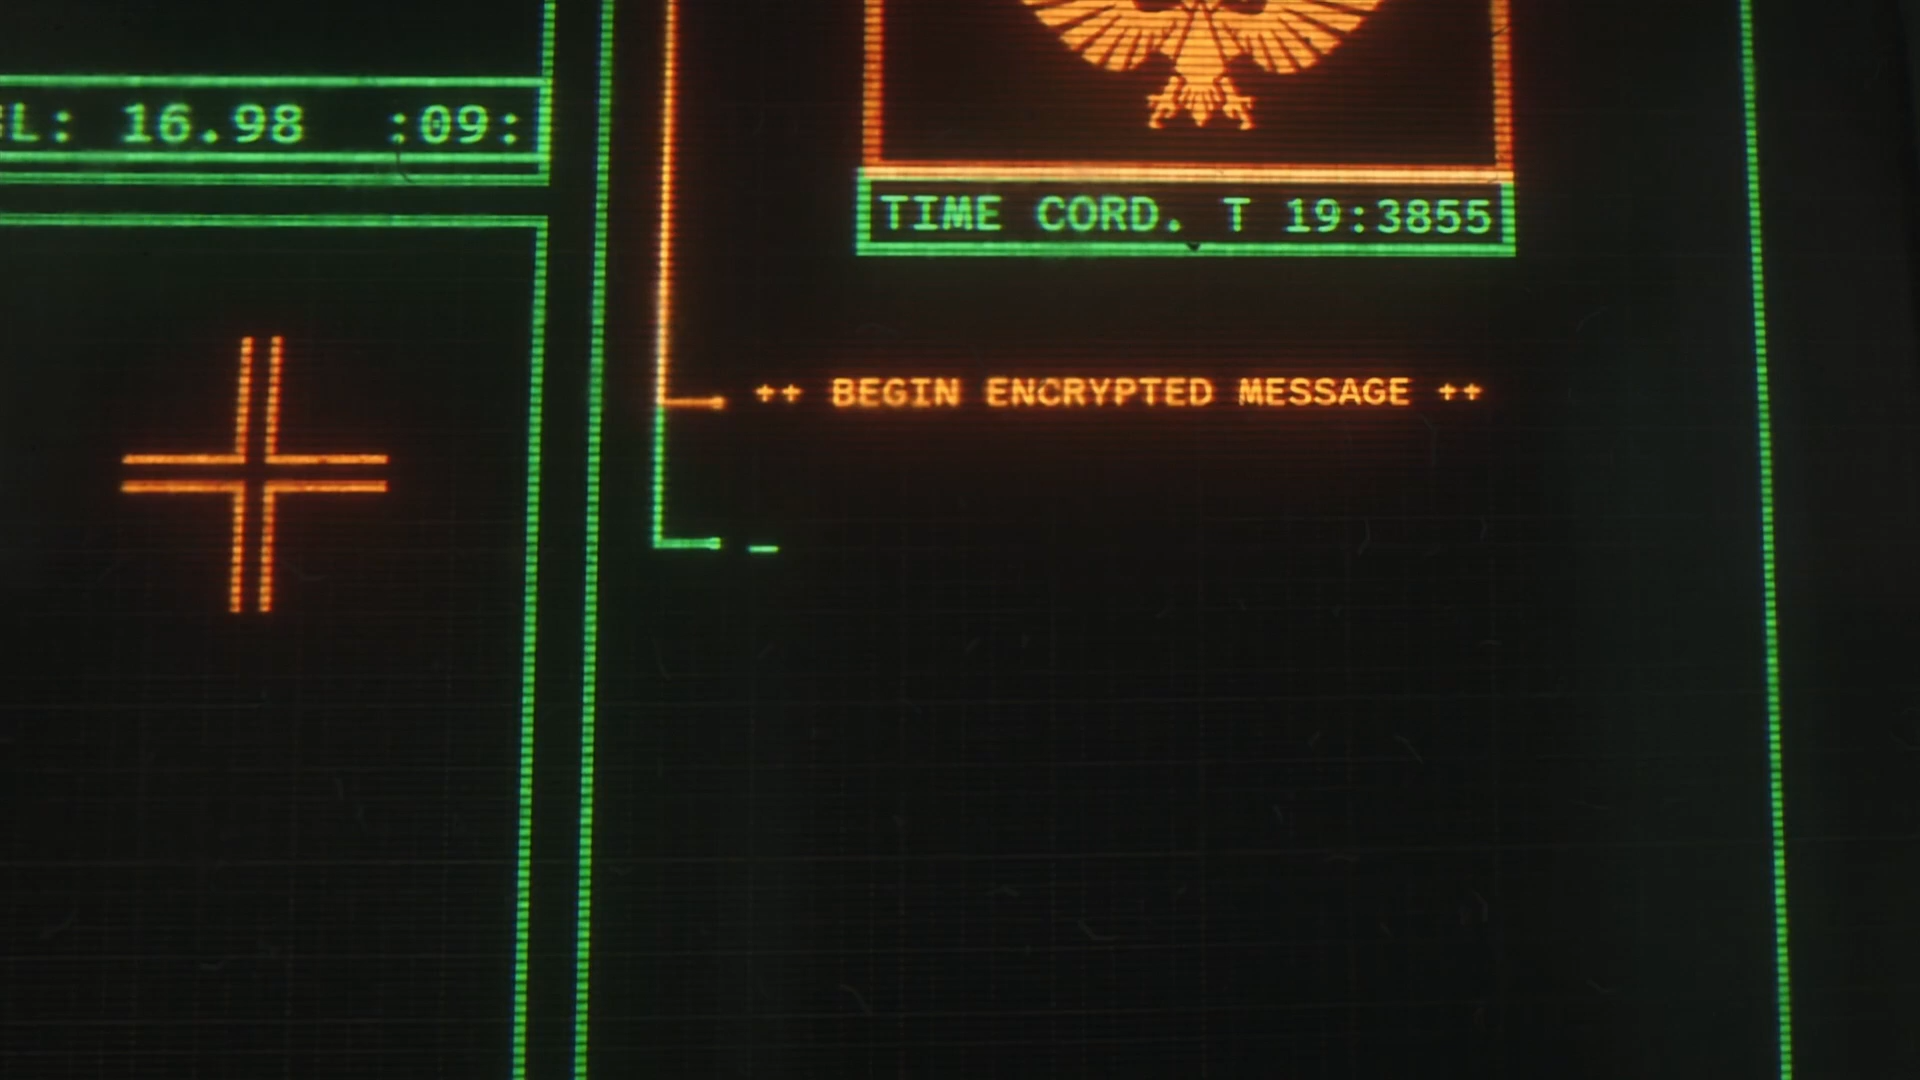 L: 16.98 :09:
TIME CORD. T 19:3855
++ BEGIN ENCRYPTED MESSAGE ++